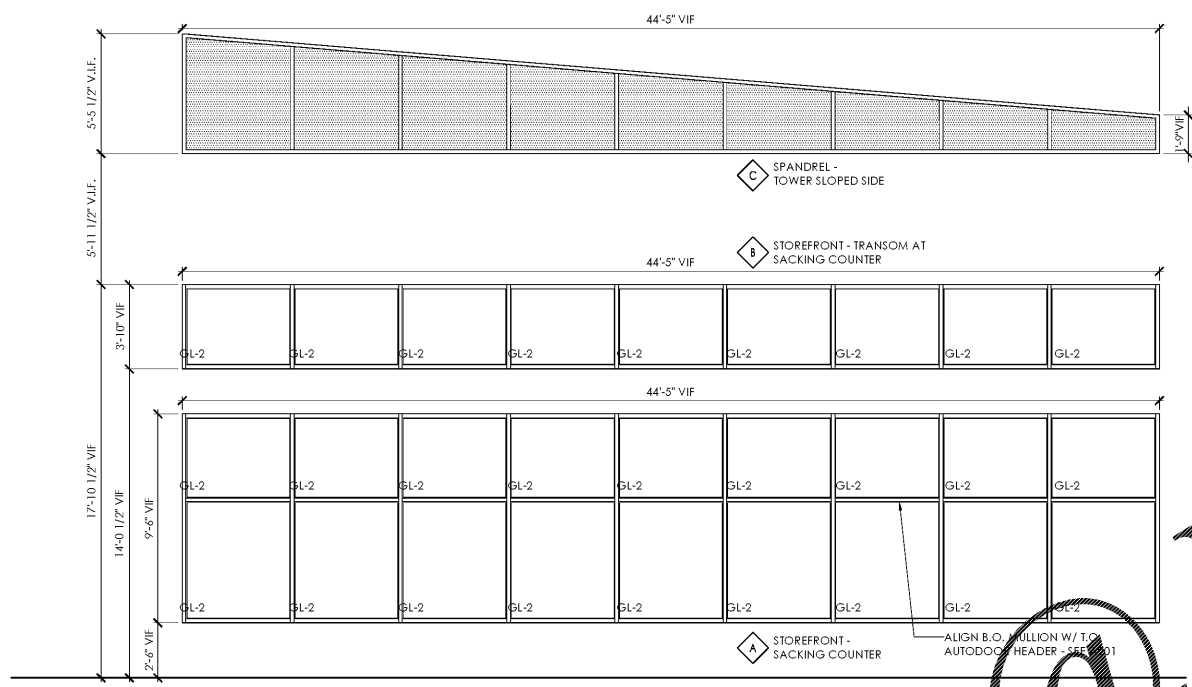 44'-5" VIF
5'-5 1/2" V.I.F.
1'-9"VIF
C
SPANDREL -
TOWER SLOPED SIDE
5'-11 1/2" V.I.F.
B
STOREFRONT - TRANSOM AT
SACKING COUNTER
44'-5" VIF
3'-10" VIF
GL-2 GL-2 GL-2 GL-2 GL-2 GL-2 GL-2 GL-2 GL-2
44'-5" VIF
17'-10 1/2" VIF
14'-0 1/2" VIF
9'-6" VIF
GL-2 GL-2 GL-2 GL-2 GL-2 GL-2 GL-2 GL-2 GL-2
GL-2 GL-2 GL-2 GL-2 GL-2 GL-2 GL-2 GL-2 GL-2
2'-6" VIF
A
STOREFRONT -
SACKING COUNTER
ALIGN B.O. MULLION W/ T.O.
AUTODOOR HEADER - SEE